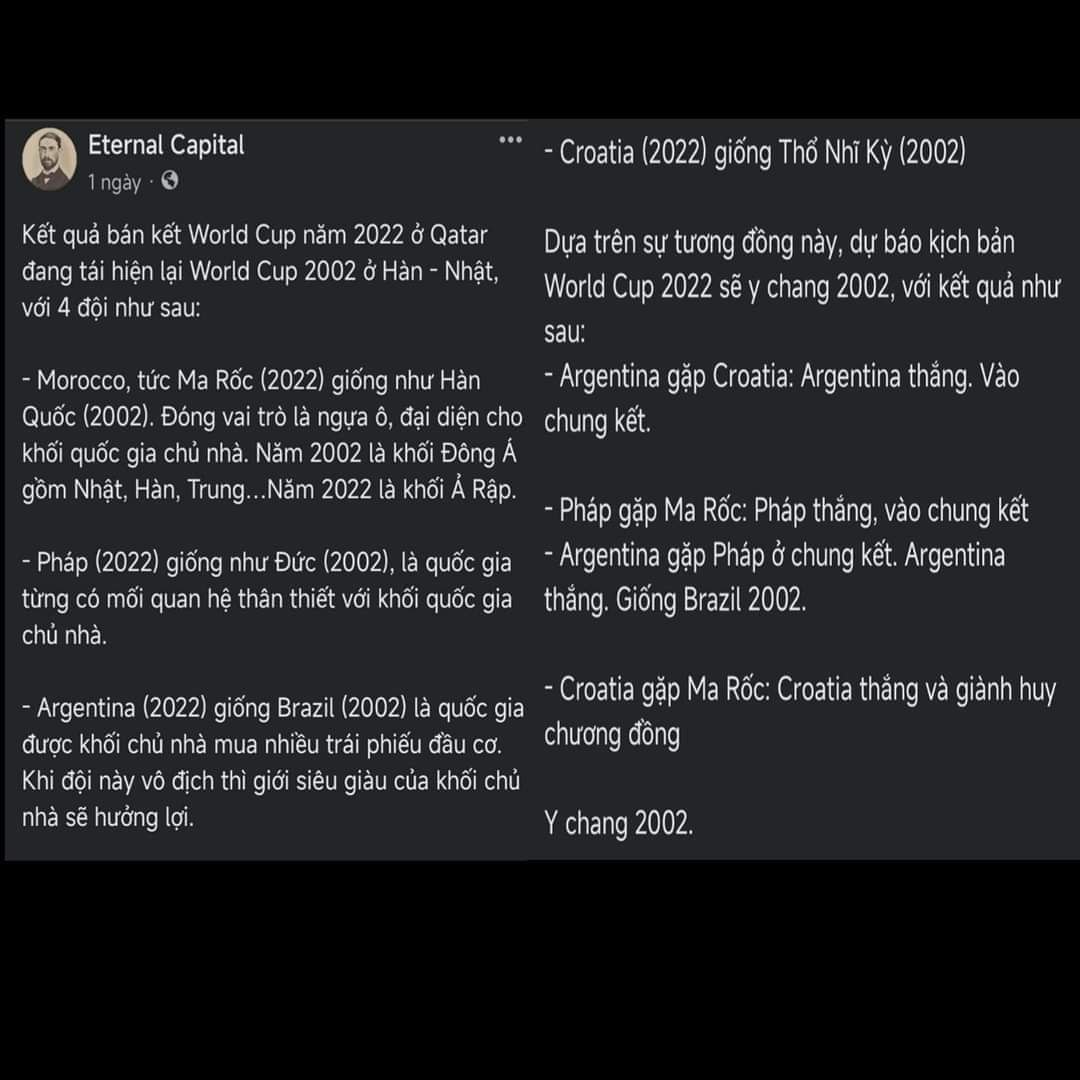 Eternal Capital
1 ngày ·
Kết quả bán kết World Cup năm 2022 ở Qatar
đang tái hiện lại World Cup 2002 ở Hàn - Nhật,
với 4 đội như sau:
- Morocco, tức Ma Rốc (2022) giống như Hàn
Quốc (2002). Đóng vai trò là ngựa ô, đại diện cho
khối quốc gia chủ nhà. Năm 2002 là khối Đông Á
gồm Nhật, Hàn, Trung...Năm 2022 là khối Ả Rập.
- Pháp (2022) giống như Đức (2002), là quốc gia
từng có mối quan hệ thân thiết với khối quốc gia
chủ nhà.
- Argentina (2022) giống Brazil (2002) là quốc gia
được khối chủ nhà mua nhiều trái phiếu đầu cơ.
Khi đội này vô địch thì giới siêu giàu của khối chủ
nhà sẽ hưởng lợi.
- Croatia (2022) giống Thổ Nhĩ Kỳ (2002)
Dựa trên sự tương đồng này, dự báo kịch bản
World Cup 2022 sẽ y chang 2002, với kết quả như
sau:
- Argentina gặp Croatia: Argentina thắng. Vào
chung kết.
- Pháp gặp Ma Rốc: Pháp thắng, vào chung kết
- Argentina gặp Pháp ở chung kết. Argentina
thắng. Giống Brazil 2002.
- Croatia gặp Ma Rốc: Croatia thắng và giành huy
chương đồng
Y chang 2002.